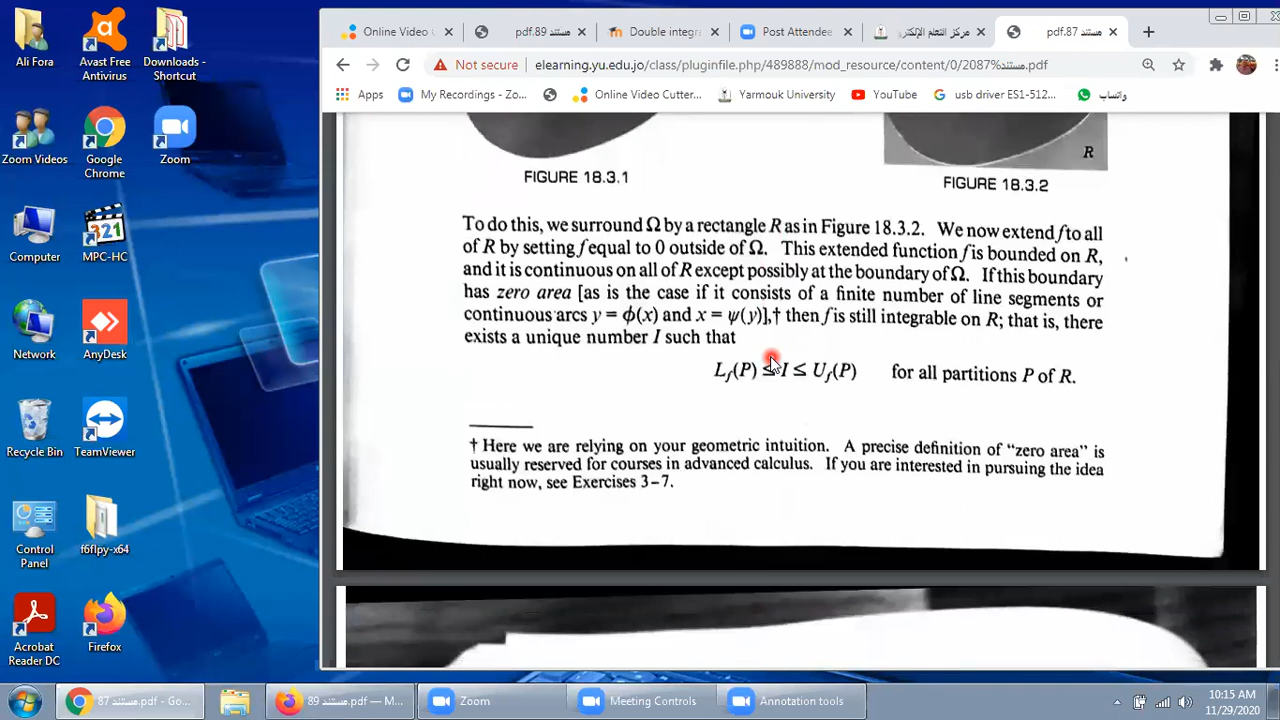 Ali Fora
Avast Free
Antivirus
Downloads -
Shortcut
Zoom Videos
Google
Chrome
Zoom
Computer
MPC-HC
Network
AnyDesk
Recycle Bin
TeamViewer
Control
Panel
f6flpy-x64
Acrobat
Reader DC
Firefox
Online Video C
مستند 89.pdf
Double integr
Post Attendee
مركز التعلم الإلكتر
مستند 87.pdf
Not secure
elearning.yu.edu.jo/class/pluginfile.php/489888/mod_resource/content/0/2087%مستند.pdf
Apps
My Recordings - Zo...
Online Video Cutter...
Yarmouk University
YouTube
usb driver ES1-512...
واتساب
R
FIGURE 18.3.1
FIGURE 18.3.2
To do this, we surround Ω by a rectangle R as in Figure 18.3.2. We now extend f to all
of R by setting f equal to 0 outside of Ω. This extended function f is bounded on R,
and it is continuous on all of R except possibly at the boundary of Ω. If this boundary
has zero area [as is the case if it consists of a finite number of line segments or
continuous arcs y = ϕ(x) and x = ψ(y)],† then f is still integrable on R; that is, there
exists a unique number I such that
L_f(P) ≤ I ≤ U_f(P) for all partitions P of R.
† Here we are relying on your geometric intuition. A precise definition of "zero area" is
usually reserved for courses in advanced calculus. If you are interested in pursuing the idea
right now, see Exercises 3–7.
87 مستند.pdf - Go...
89 مستند.pdf — M...
Zoom
Meeting Controls
Annotation tools
10:15 AM
11/29/2020